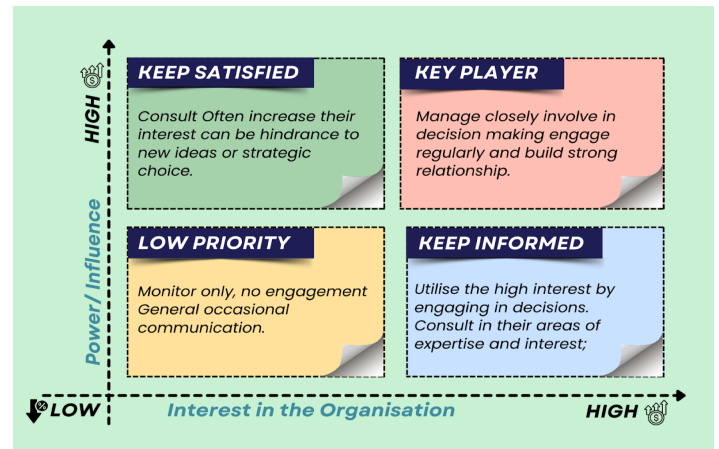 KEEP SATISFIED
Consult Often increase their
interest can be hindrance to
new ideas or strategic
choice.
KEY PLAYER
Manage closely involve in
decision making engage
regularly and build strong
relationship.
LOW PRIORITY
Monitor only, no engagement
General occasional
communication.
KEEP INFORMED
Utilise the high interest by
engaging in decisions.
Consult in their areas of
expertise and interest;
HIGH
Power/ Influence
LOW
Interest in the Organisation
HIGH